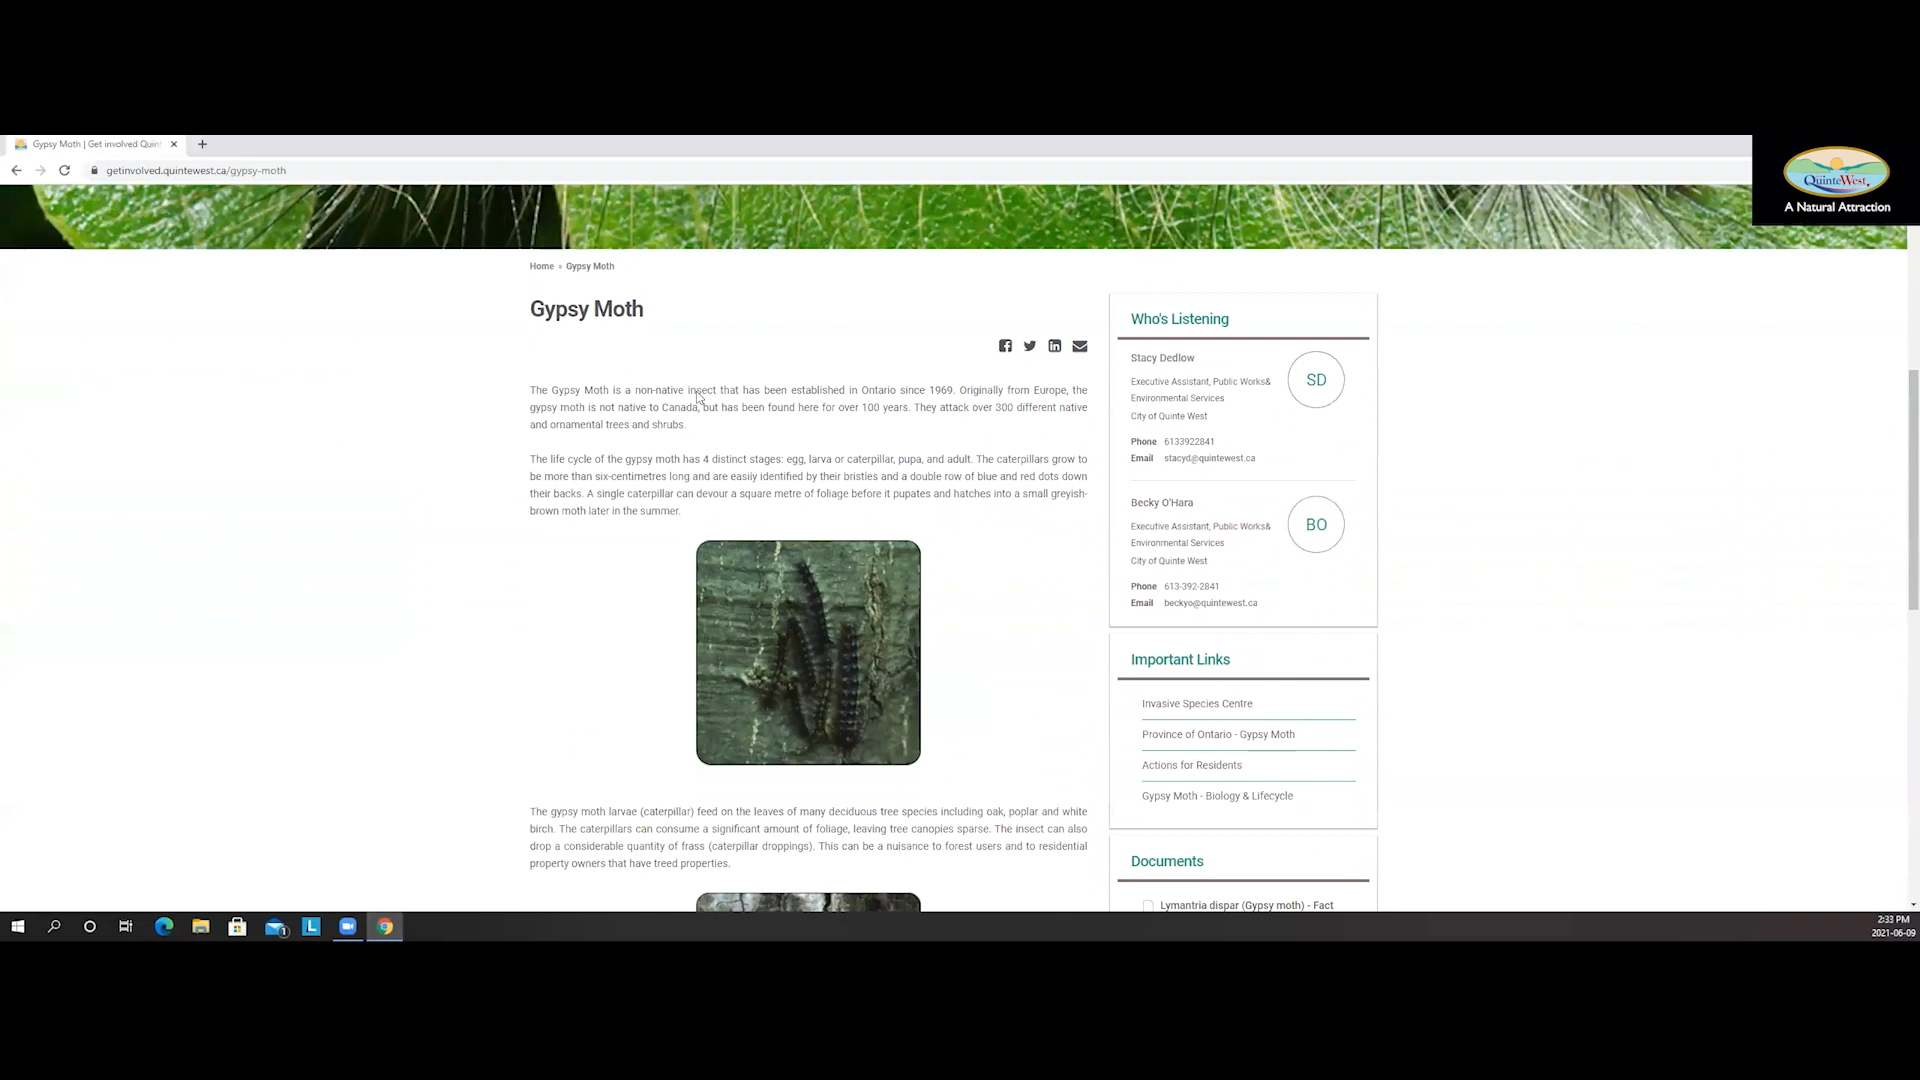 Gypsy Moth | Get involved Quin
getinvolved.quintewest.ca/gypsy-moth
QuinteWest
A Natural Attraction
Home » Gypsy Moth
Gypsy Moth
The Gypsy Moth is a non-native insect that has been established in Ontario since 1969. Originally from Europe, the
gypsy moth is not native to Canada, but has been found here for over 100 years. They attack over 300 different native
and ornamental trees and shrubs.
The life cycle of the gypsy moth has 4 distinct stages: egg, larva or caterpillar, pupa, and adult. The caterpillars grow to
be more than six-centimetres long and are easily identified by their bristles and a double row of blue and red dots down
their backs. A single caterpillar can devour a square metre of foliage before it pupates and hatches into a small greyish-
brown moth later in the summer.
The gypsy moth larvae (caterpillar) feed on the leaves of many deciduous tree species including oak, poplar and white
birch. The caterpillars can consume a significant amount of foliage, leaving tree canopies sparse. The insect can also
drop a considerable quantity of frass (caterpillar droppings). This can be a nuisance to forest users and to residential
property owners that have treed properties.
Who's Listening
Stacy Dedlow
SD
Executive Assistant, Public Works&
Environmental Services
City of Quinte West
Phone 6133922841
Email stacyd@quintewest.ca
Becky O'Hara
BO
Executive Assistant, Public Works&
Environmental Services
City of Quinte West
Phone 613-392-2841
Email beckyo@quintewest.ca
Important Links
Invasive Species Centre
Province of Ontario - Gypsy Moth
Actions for Residents
Gypsy Moth - Biology & Lifecycle
Documents
Lymantria dispar (Gypsy moth) - Fact
2:33 PM
2021-06-09